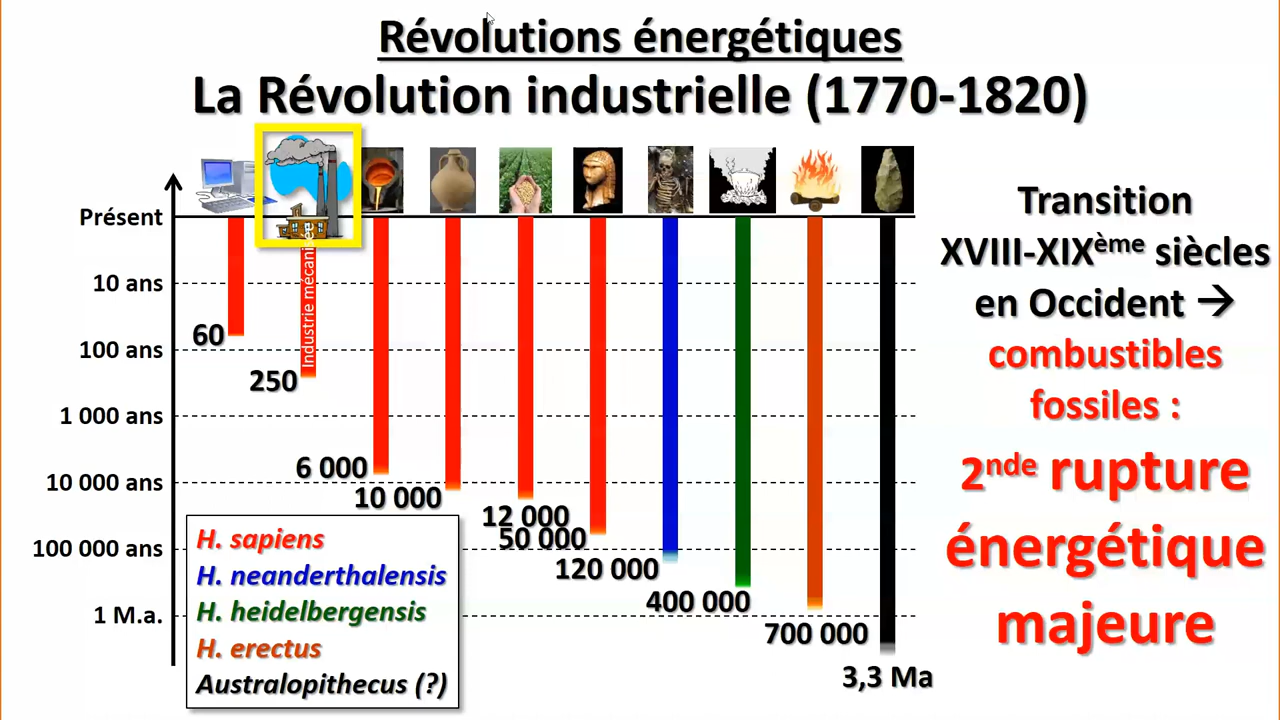 Révolutions énergétiques
La Révolution industrielle (1770-1820)
Présent
10 ans
100 ans
1 000 ans
10 000 ans
100 000 ans
1 M.a.
60
250
Industrie mécanisée
6 000
10 000
12 000
50 000
120 000
400 000
700 000
3,3 Ma
H. sapiens
H. neanderthalensis
H. heidelbergensis
H. erectus
Australopithecus (?)
Transition
XVIII-XIXème siècles
en Occident →
combustibles
fossiles :
2nde rupture
énergétique
majeure